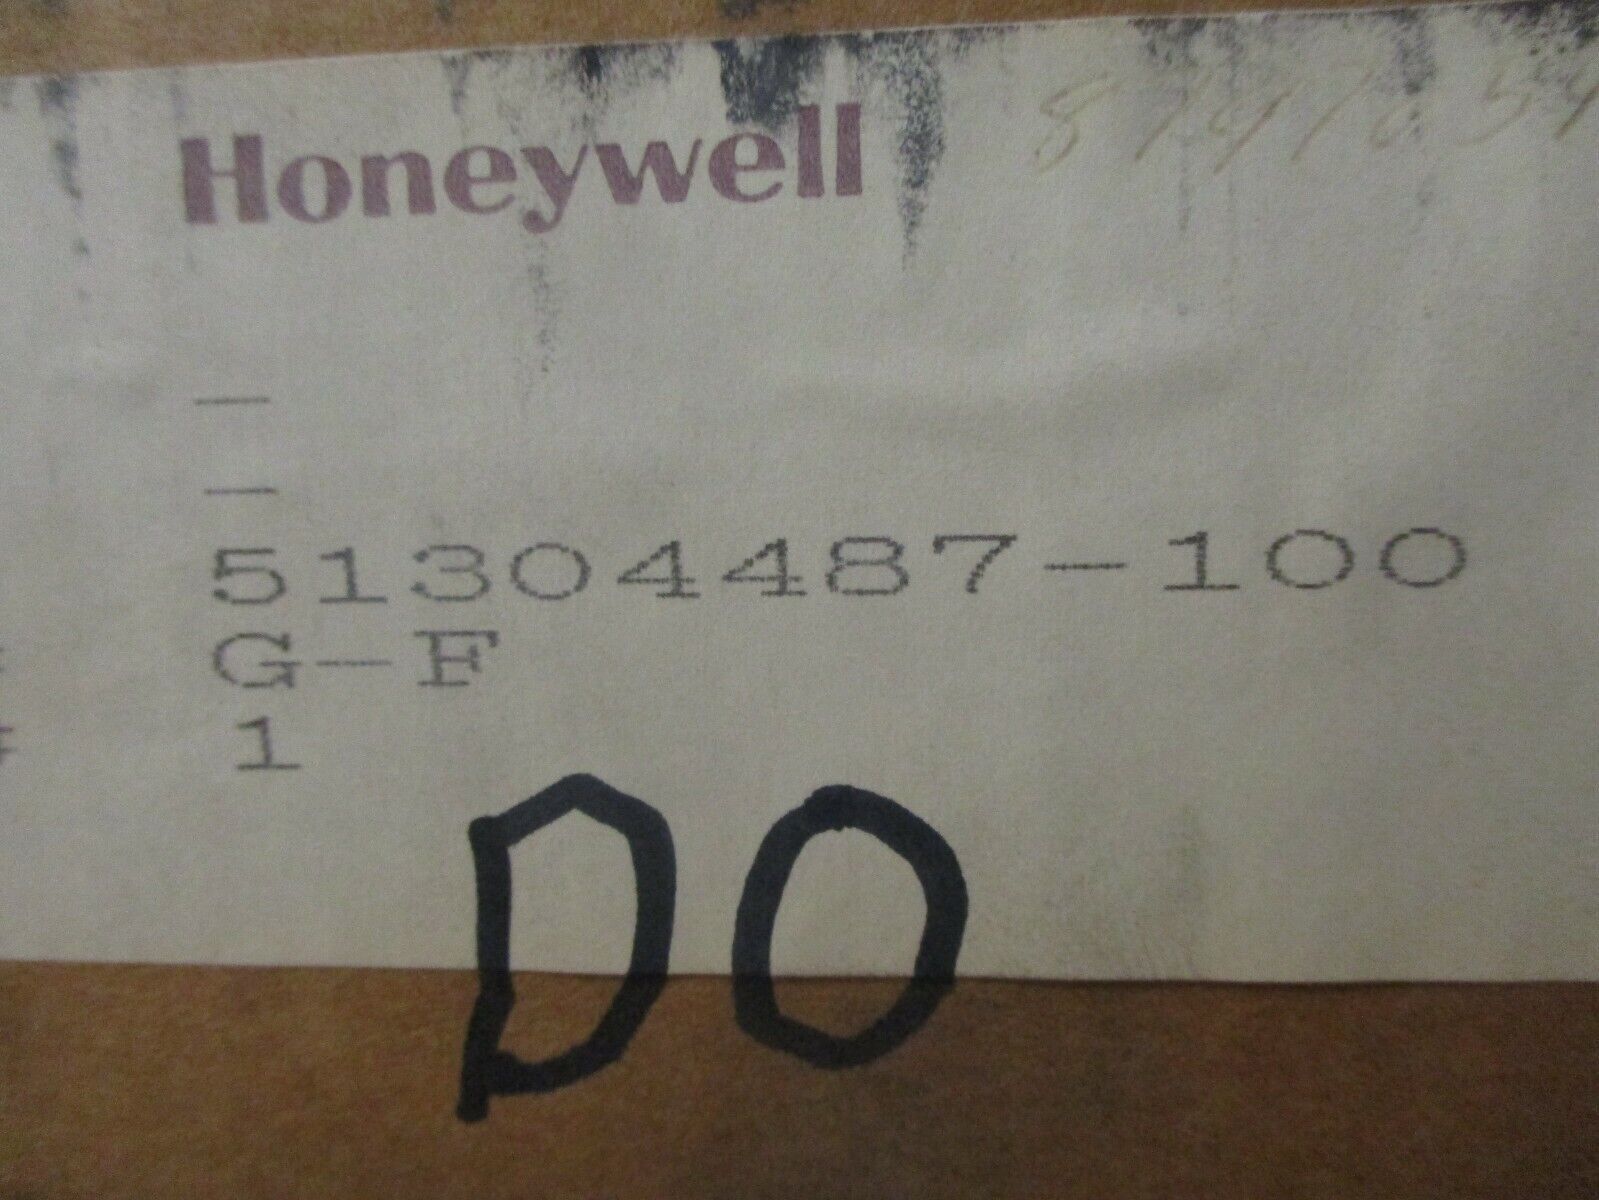 Honeywell
—
—
51304487-100
G-F
1
DO